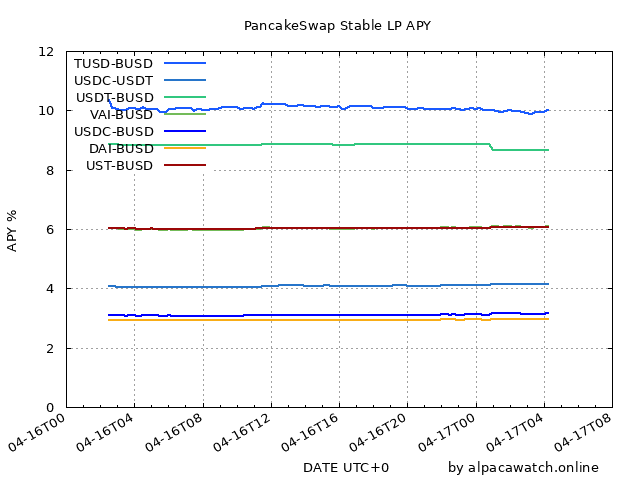 PancakeSwap Stable LP APY
12
10
8
6
4
2
0
APY %
TUSD-BUSD
USDC-USDT
USDT-BUSD
VAI-BUSD
USDC-BUSD
DAI-BUSD
UST-BUSD
04-16T00
04-16T04
04-16T08
04-16T12
04-16T16
04-16T20
04-17T00
04-17T04
04-17T08
DATE UTC+0
by alpacawatch.online